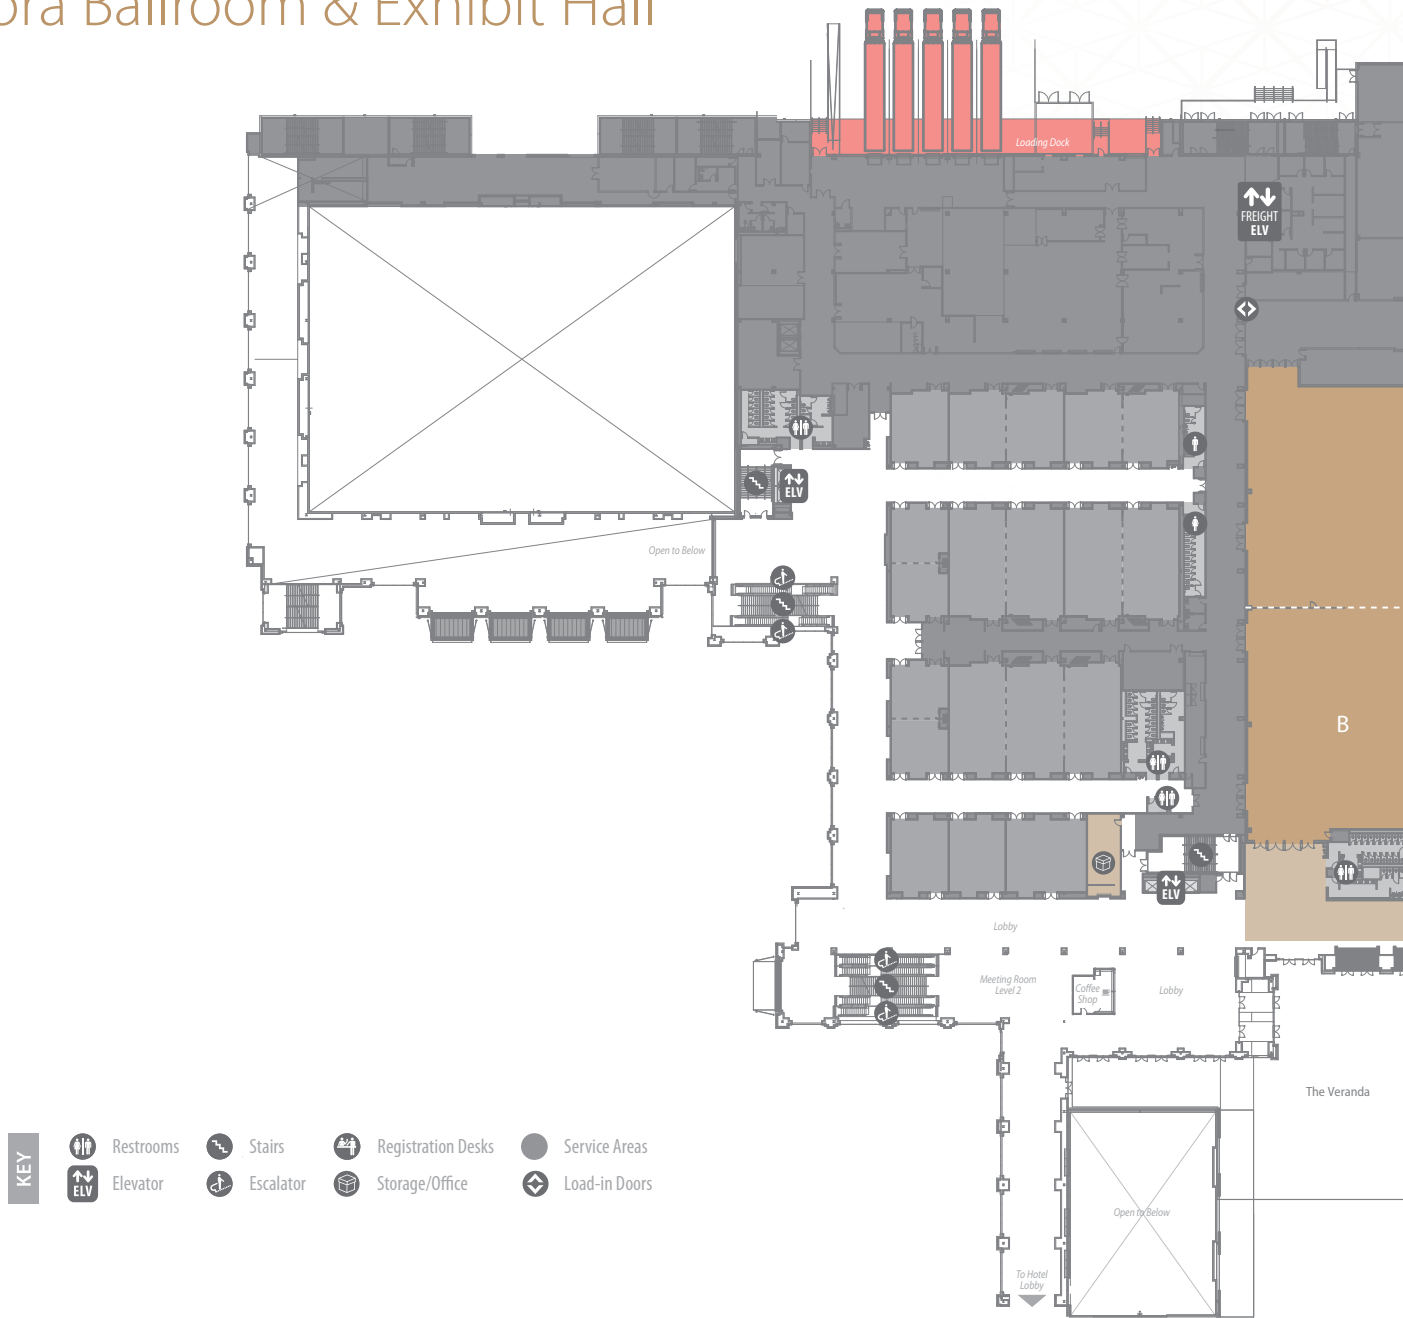 ora Ballroom & Exhibit Hall
Loading Dock
FREIGHT
ELV
ELV
Open to Below
B
ELV
Lobby
Meeting Room
Level 2
Coffee
Shop
Lobby
The Veranda
Open to Below
To Hotel
Lobby
KEY
Restrooms
Stairs
Registration Desks
Service Areas
ELV
Elevator
Escalator
Storage/Office
Load-in Doors